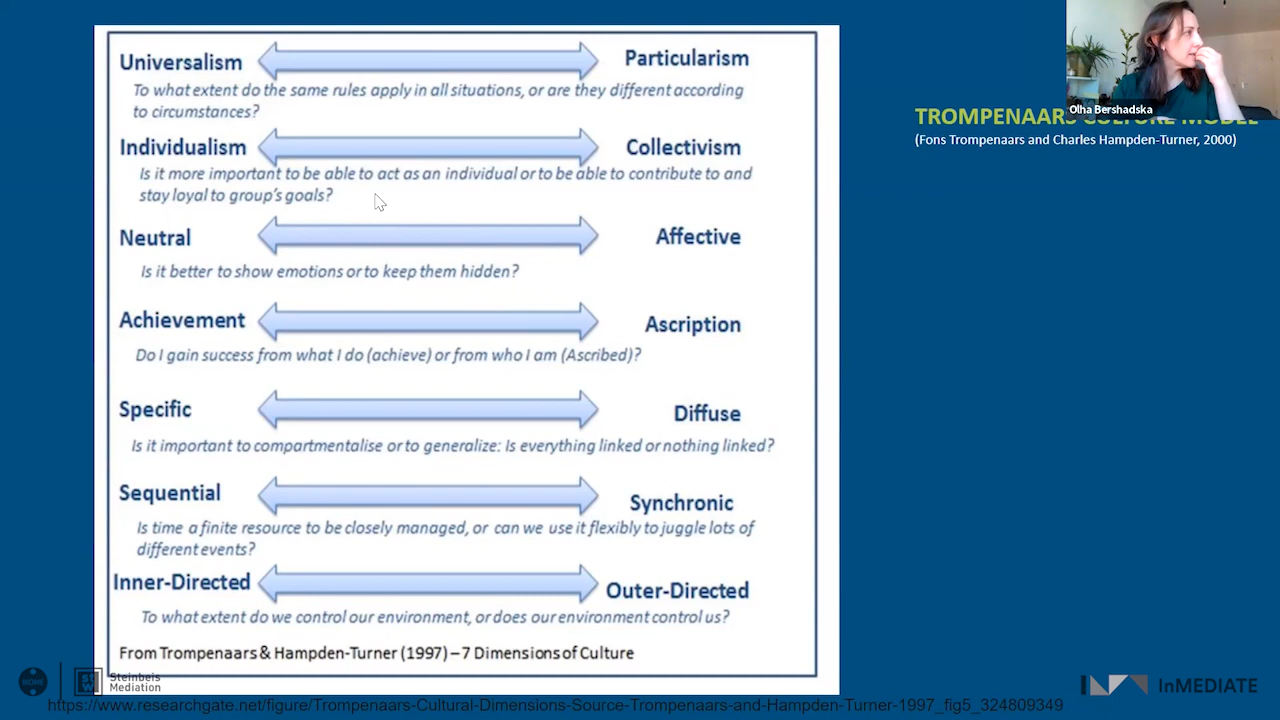 Universalism
Particularism
To what extent do the same rules apply in all situations, or are they different according
to circumstances?
Individualism
Collectivism
Is it more important to be able to act as an individual or to be able to contribute to and
stay loyal to group's goals?
Neutral
Affective
Is it better to show emotions or to keep them hidden?
Achievement
Ascription
Do I gain success from what I do (achieve) or from who I am (Ascribed)?
Specific
Diffuse
Is it important to compartmentalise or to generalize: Is everything linked or nothing linked?
Sequential
Synchronic
Is time a finite resource to be closely managed, or can we use it flexibly to juggle lots of
different events?
Inner-Directed
Outer-Directed
To what extent do we control our environment, or does our environment control us?
From Trompenaars & Hampden-Turner (1997) – 7 Dimensions of Culture
Olha Bershadska
TROMPENAARS CULTURE MODEL
(Fons Trompenaars and Charles Hampden-Turner, 2000)
Steinbeis
Mediation
InMEDIATE
https://www.researchgate.net/figure/Trompenaars-Cultural-Dimensions-Source-Trompenaars-and-Hampden-Turner-1997_fig5_324809349